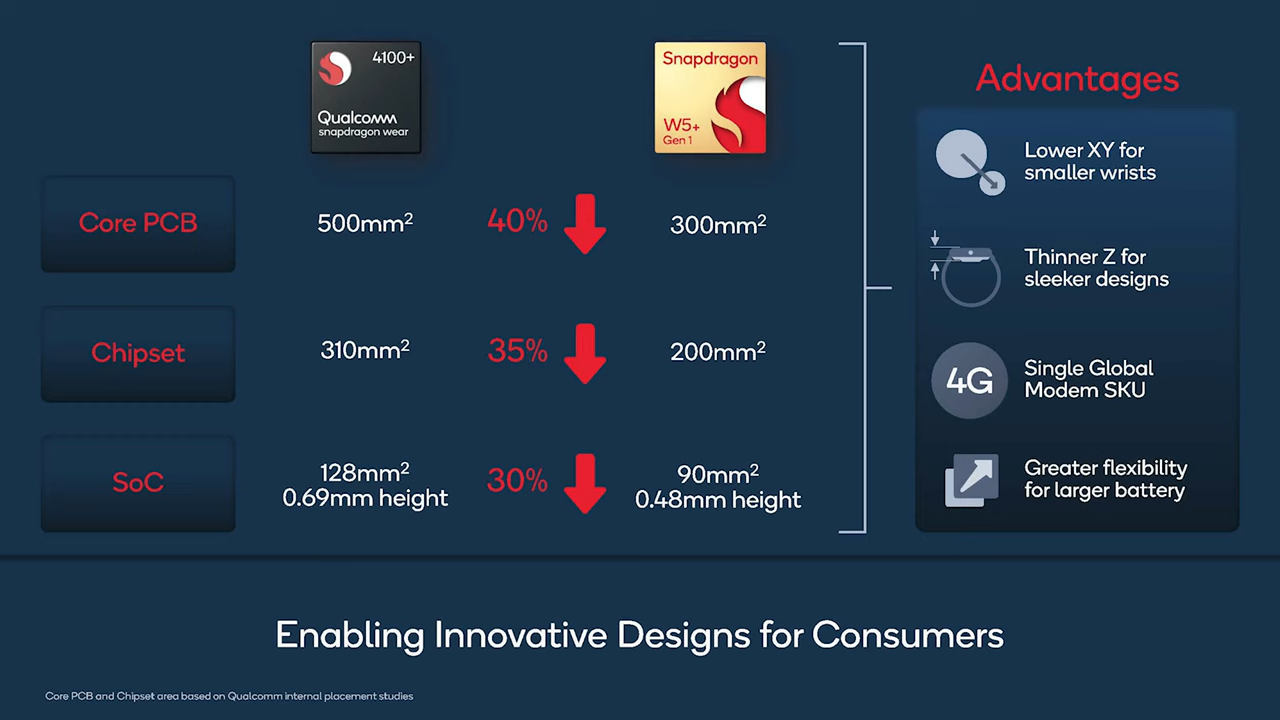 4100+
Qualcomm
snapdragon wear
Snapdragon
W5+
Gen 1
Advantages
Core PCB
500mm²
40%
300mm²
Chipset
310mm²
35%
200mm²
SoC
128mm²
0.69mm height
30%
90mm²
0.48mm height
Lower XY for
smaller wrists
Thinner Z for
sleeker designs
4G
Single Global
Modem SKU
Greater flexibility
for larger battery
Enabling Innovative Designs for Consumers
Core PCB and Chipset area based on Qualcomm internal placement studies